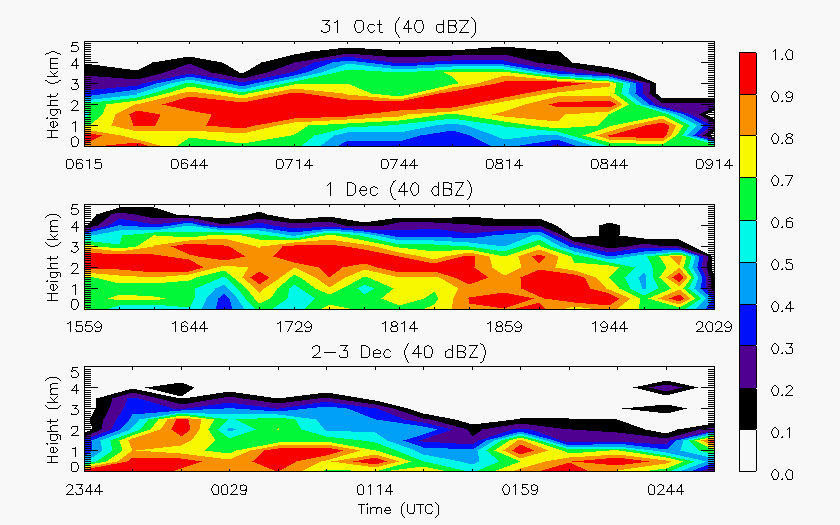 31 Oct (40 dBZ)
Height (km)
5
4
3
2
1
0
0615 0644 0714 0744 0814 0844 0914
1 Dec (40 dBZ)
Height (km)
5
4
3
2
1
0
1559 1644 1729 1814 1859 1944 2029
2-3 Dec (40 dBZ)
Height (km)
5
4
3
2
1
0
2344 0029 0114 0159 0244
Time (UTC)
1.0
0.9
0.8
0.7
0.6
0.5
0.4
0.3
0.2
0.1
0.0